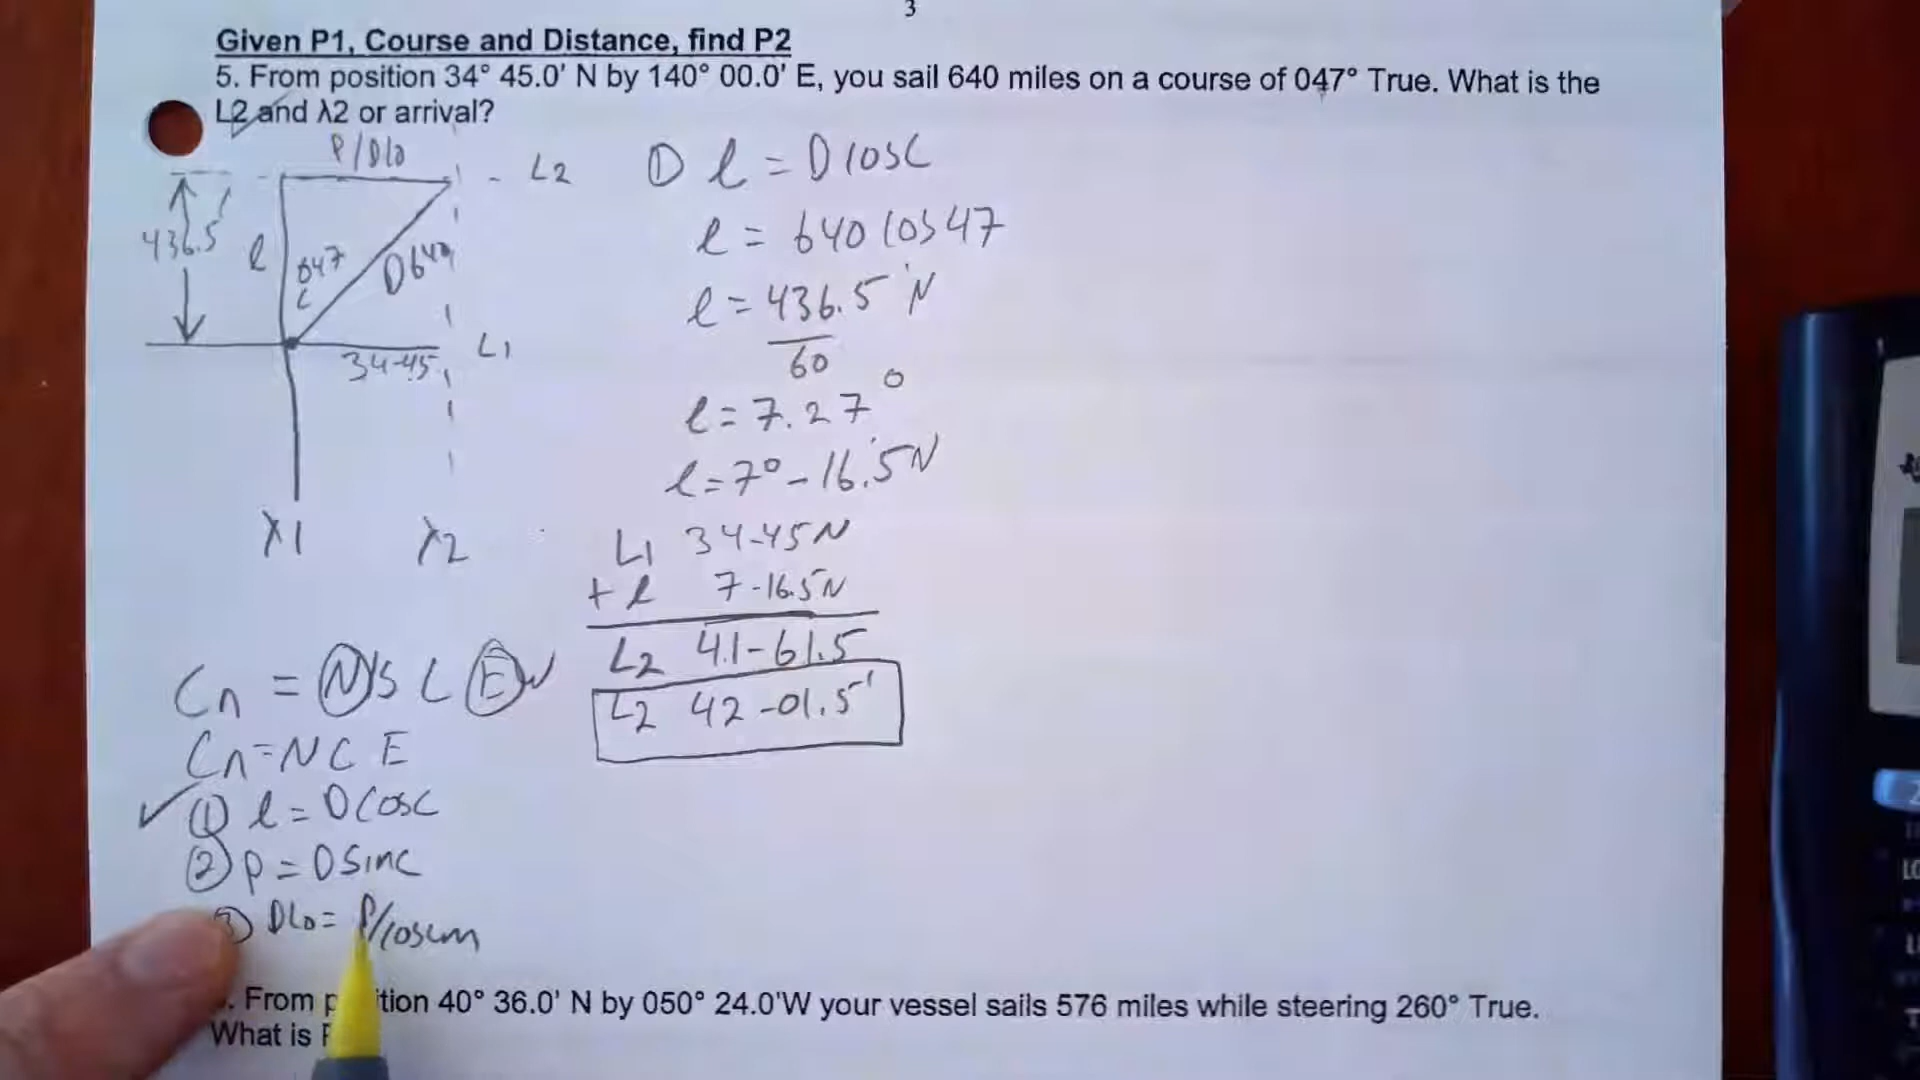 3
Given P1, Course and Distance, find P2
5. From position 34° 45.0' N by 140° 00.0' E, you sail 640 miles on a course of 047° True. What is the
L2 and λ2 or arrival?
P/Dlo
L2
436.5'
l
047
C
D640
34-45
L1
λ1
λ2
Cn = N/S C E/W
Cn=NCE
① l = D cos C
② p = D sin C
③ DLo = P/cos Lm
① l = D cos C
l = 640 cos 47
l = 436.5' N
60
l = 7.27°
l = 7° - 16.5' N
L1 34-45 N
+ l 7-16.5 N
L2 41-61.5
L2 42-01.5'
. From p tion 40° 36.0' N by 050° 24.0'W your vessel sails 576 miles while steering 260° True.
What is